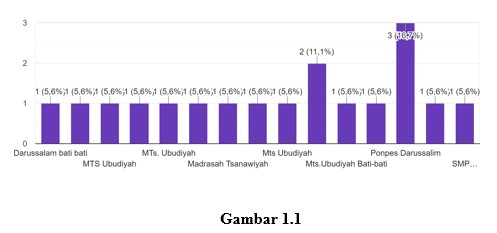 3
2
1
0
3 (16,7%)
2 (11,1%)
1 (5,6%) 1 (5,6%) 1 (5,6%) 1 (5,6%) 1 (5,6%) 1 (5,6%) 1 (5,6%) 1 (5,6%) 1 (5,6%) 1 (5,6%) 1 (5,6%) 1 (5,6%) 1 (5,6%)
Darussalam bati bati MTs. Ubudiyah Mts Ubudiyah Ponpes Darussalim
MTS Ubudiyah Madrasah Tsanawiyah Mts.Ubudiyah Bati-bati SMP…
Gambar 1.1